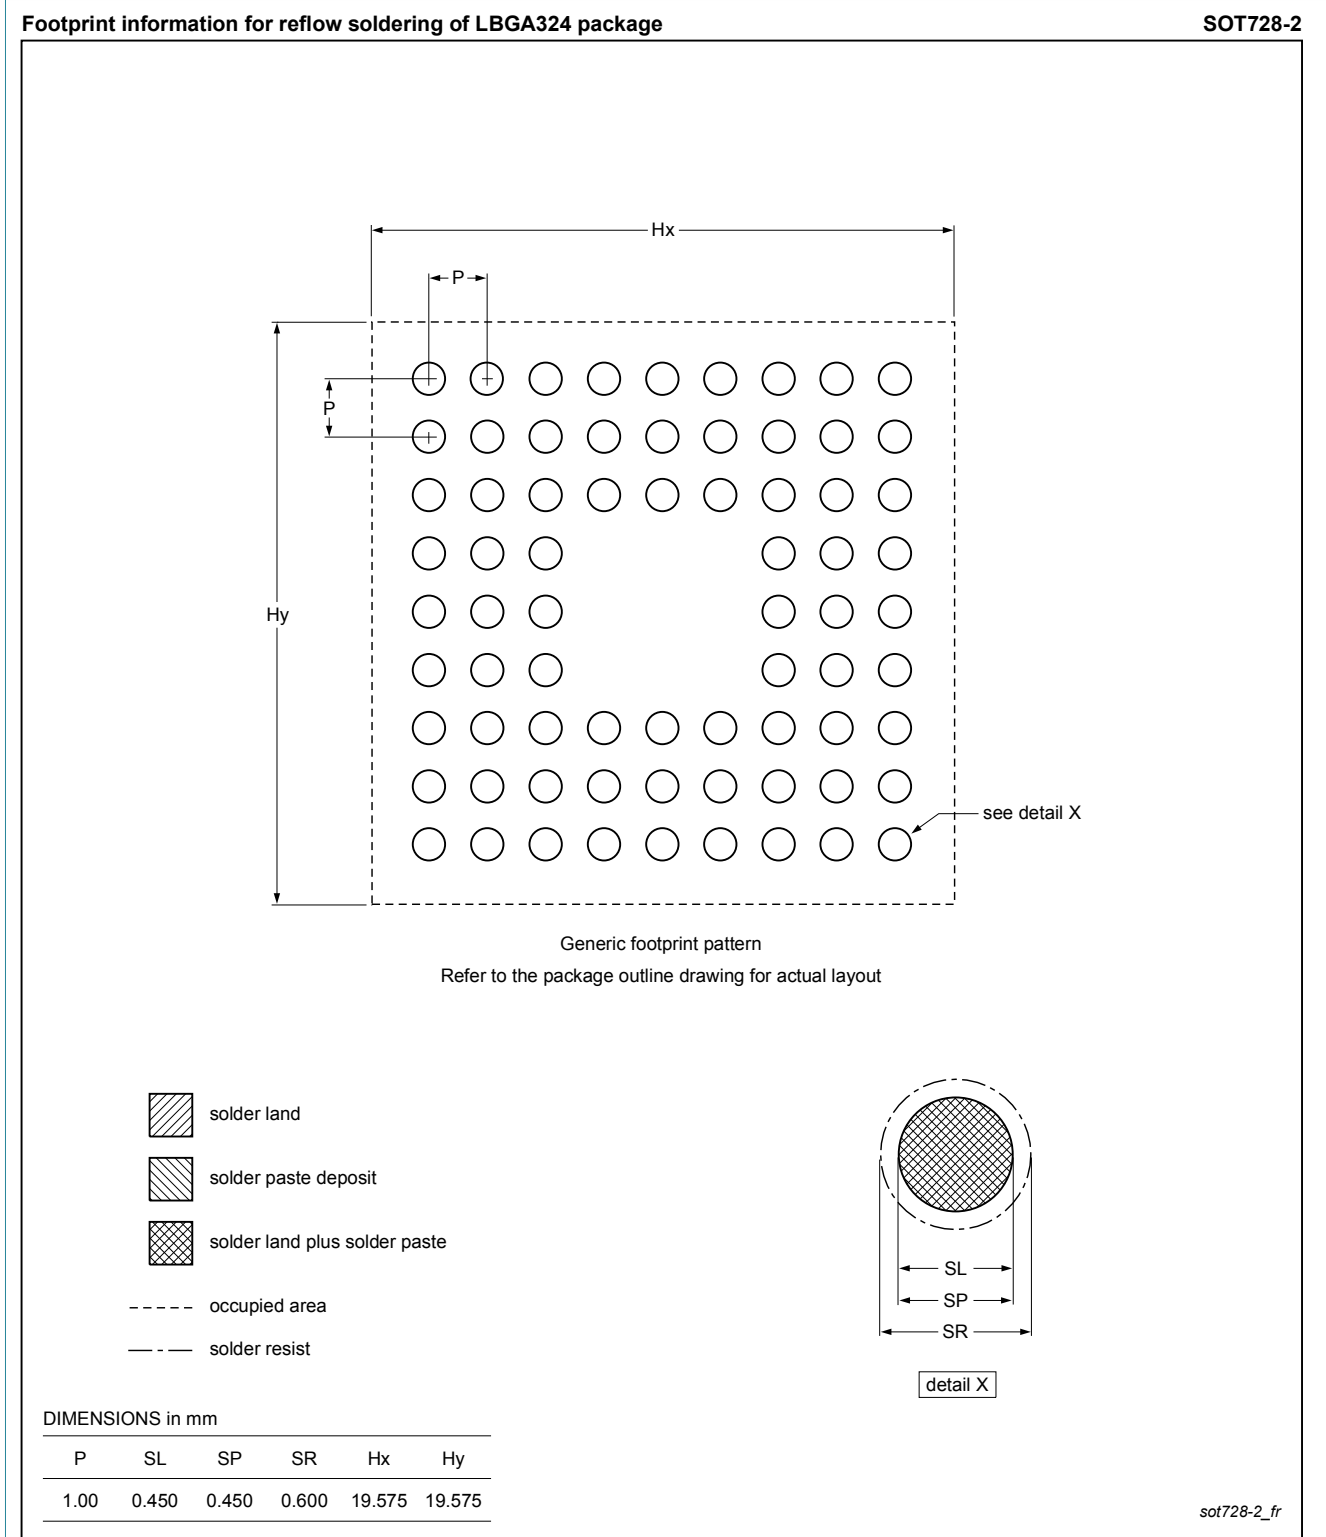 Footprint information for reflow soldering of LBGA324 package SOT728-2
Hx
P
P
Hy
see detail X
Generic footprint pattern
Refer to the package outline drawing for actual layout
solder land
solder paste deposit
solder land plus solder paste
occupied area
solder resist
SL
SP
SR
detail X
DIMENSIONS in mm
P SL SP SR Hx Hy
1.00 0.450 0.450 0.600 19.575 19.575
sot728-2_fr